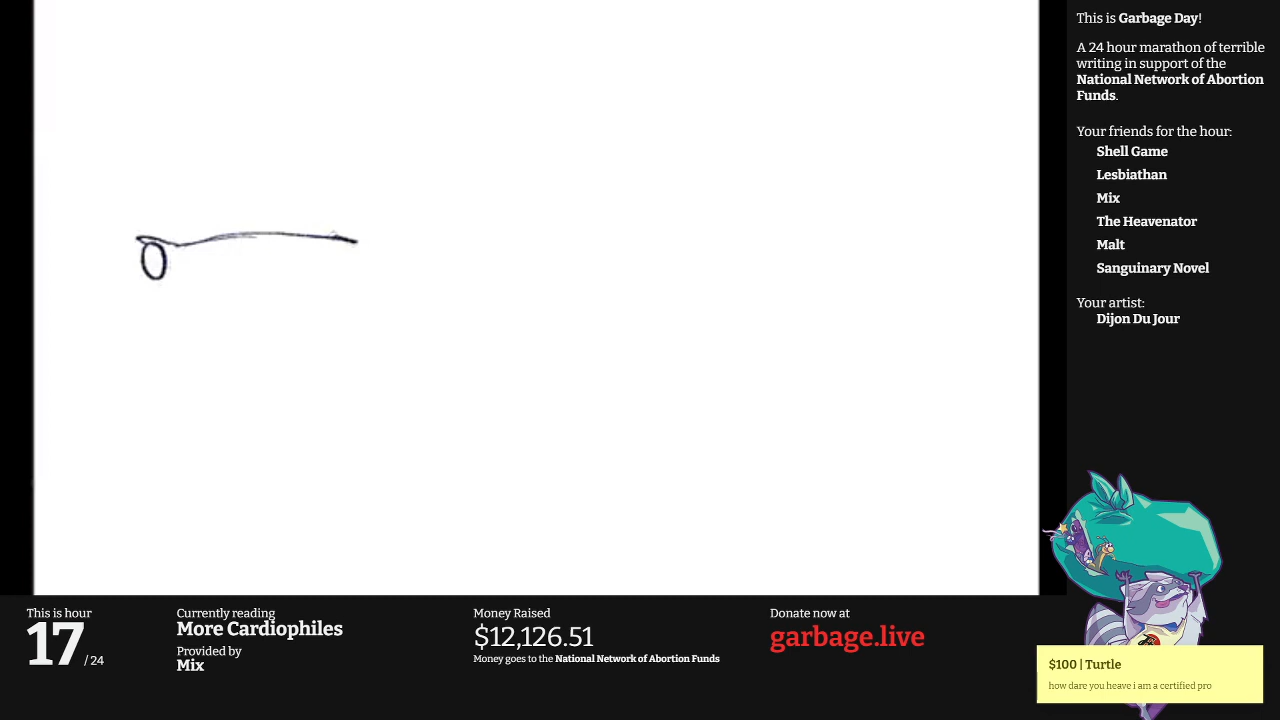 This is Garbage Day!
A 24 hour marathon of terrible
writing in support of the
National Network of Abortion
Funds.
Your friends for the hour:
Shell Game
Lesbiathan
Mix
The Heavenator
Malt
Sanguinary Novel
Your artist:
Dijon Du Jour
This is hour
17 / 24
Currently reading
More Cardiophiles
Provided by
Mix
Money Raised
$12,126.51
Money goes to the National Network of Abortion Funds
Donate now at
garbage.live
$100 | Turtle
how dare you heave i am a certified pro